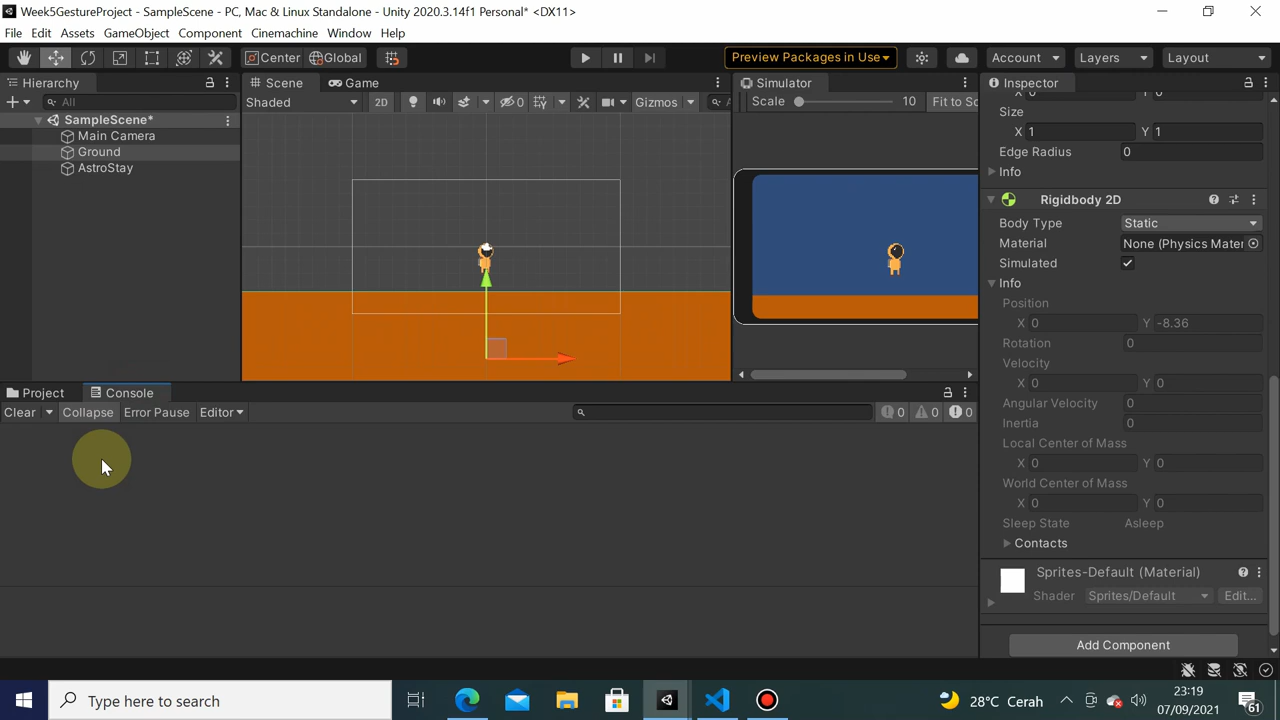 Week5GestureProject - SampleScene - PC, Mac & Linux Standalone - Unity 2020.3.14f1 Personal* <DX11>
File Edit Assets GameObject Component Cinemachine Window Help
Center Global Preview Packages in Use Account Layers Layout
Hierarchy
All
SampleScene*
Main Camera
Ground
AstroStay
Scene Game
Shaded 2D 0 Gizmos A
Simulator
Scale 10 Fit to Sc
Inspector
Size
X 1 Y 1
Edge Radius 0
Info
Rigidbody 2D
Body Type Static
Material None (Physics Mater
Simulated
Info
Position
X 0 Y -8.36
Rotation 0
Velocity
X 0 Y 0
Angular Velocity 0
Inertia 0
Local Center of Mass
X 0 Y 0
World Center of Mass
X 0 Y 0
Sleep State Asleep
Contacts
Sprites-Default (Material)
Shader Sprites/Default Edit...
Add Component
Project Console
Clear Collapse Error Pause Editor 0 0 0
Type here to search
28°C Cerah
23:19
07/09/2021
61